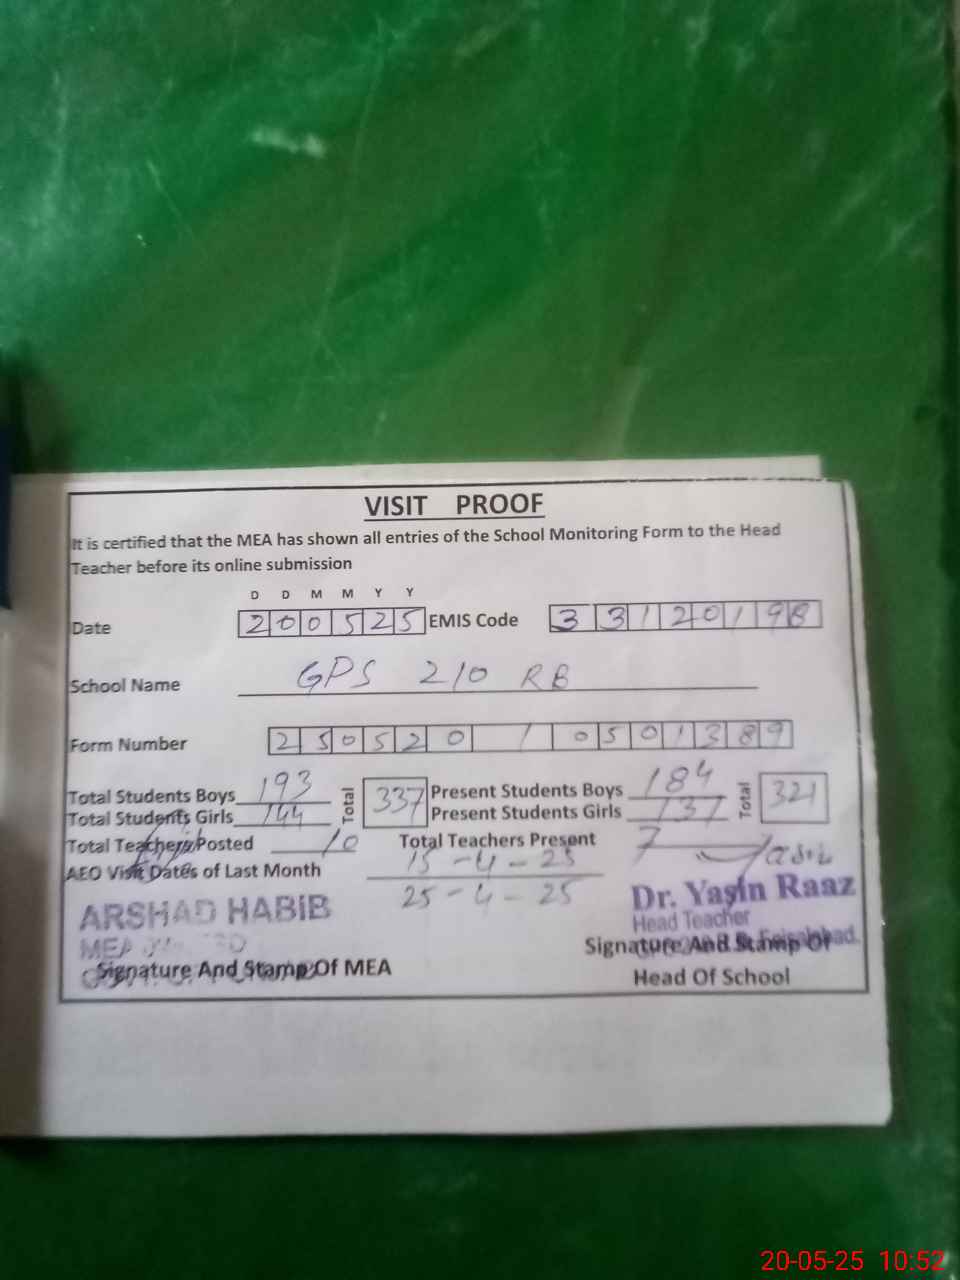 VISIT PROOF
It is certified that the MEA has shown all entries of the School Monitoring Form to the Head
Teacher before its online submission
D D M M Y Y
Date 200525 EMIS Code 33120198
School Name GPS 210 RB
Form Number 250520 1 0501389
Total Students Boys 193 Total 337 Present Students Boys 184 Total 321
Total Students Girls 144 Present Students Girls 137
Total Teachers Posted 10 Total Teachers Present 7
AEO Visit Dates of Last Month 15-4-25
25-4-25
ARSHAD HABIB
MEA
Signature And Stamp Of MEA
Dr. Yasin Raaz
Head Teacher
Faisalabad.
Signature And Stamp Of
Head Of School
20-05-25 10:52